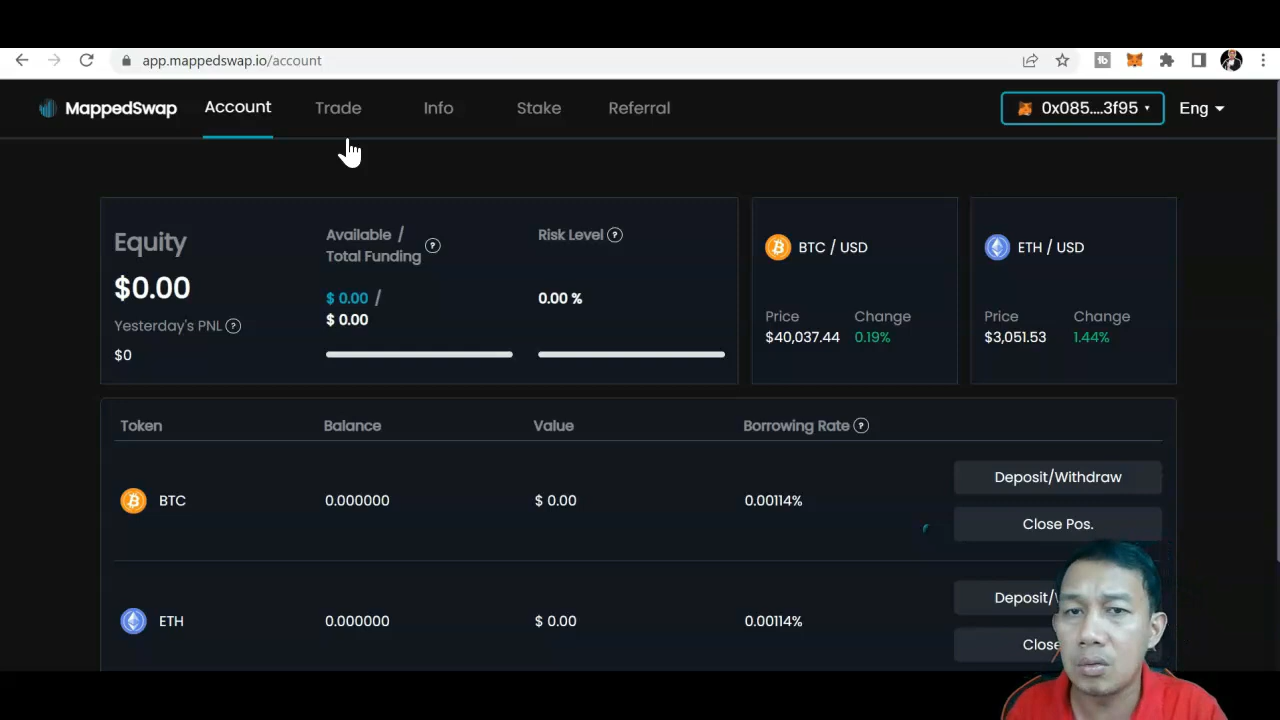 app.mappedswap.io/account
MappedSwap
Account
Trade
Info
Stake
Referral
0x085....3f95
Eng
Equity
$0.00
Yesterday's PNL ?
$0
Available /
Total Funding ?
$ 0.00 /
$ 0.00
Risk Level ?
0.00 %
BTC / USD
Price Change
$40,037.44 0.19%
ETH / USD
Price Change
$3,051.53 1.44%
Token Balance Value Borrowing Rate ?
BTC 0.000000 $ 0.00 0.00114%
Deposit/Withdraw
Close Pos.
ETH 0.000000 $ 0.00 0.00114%